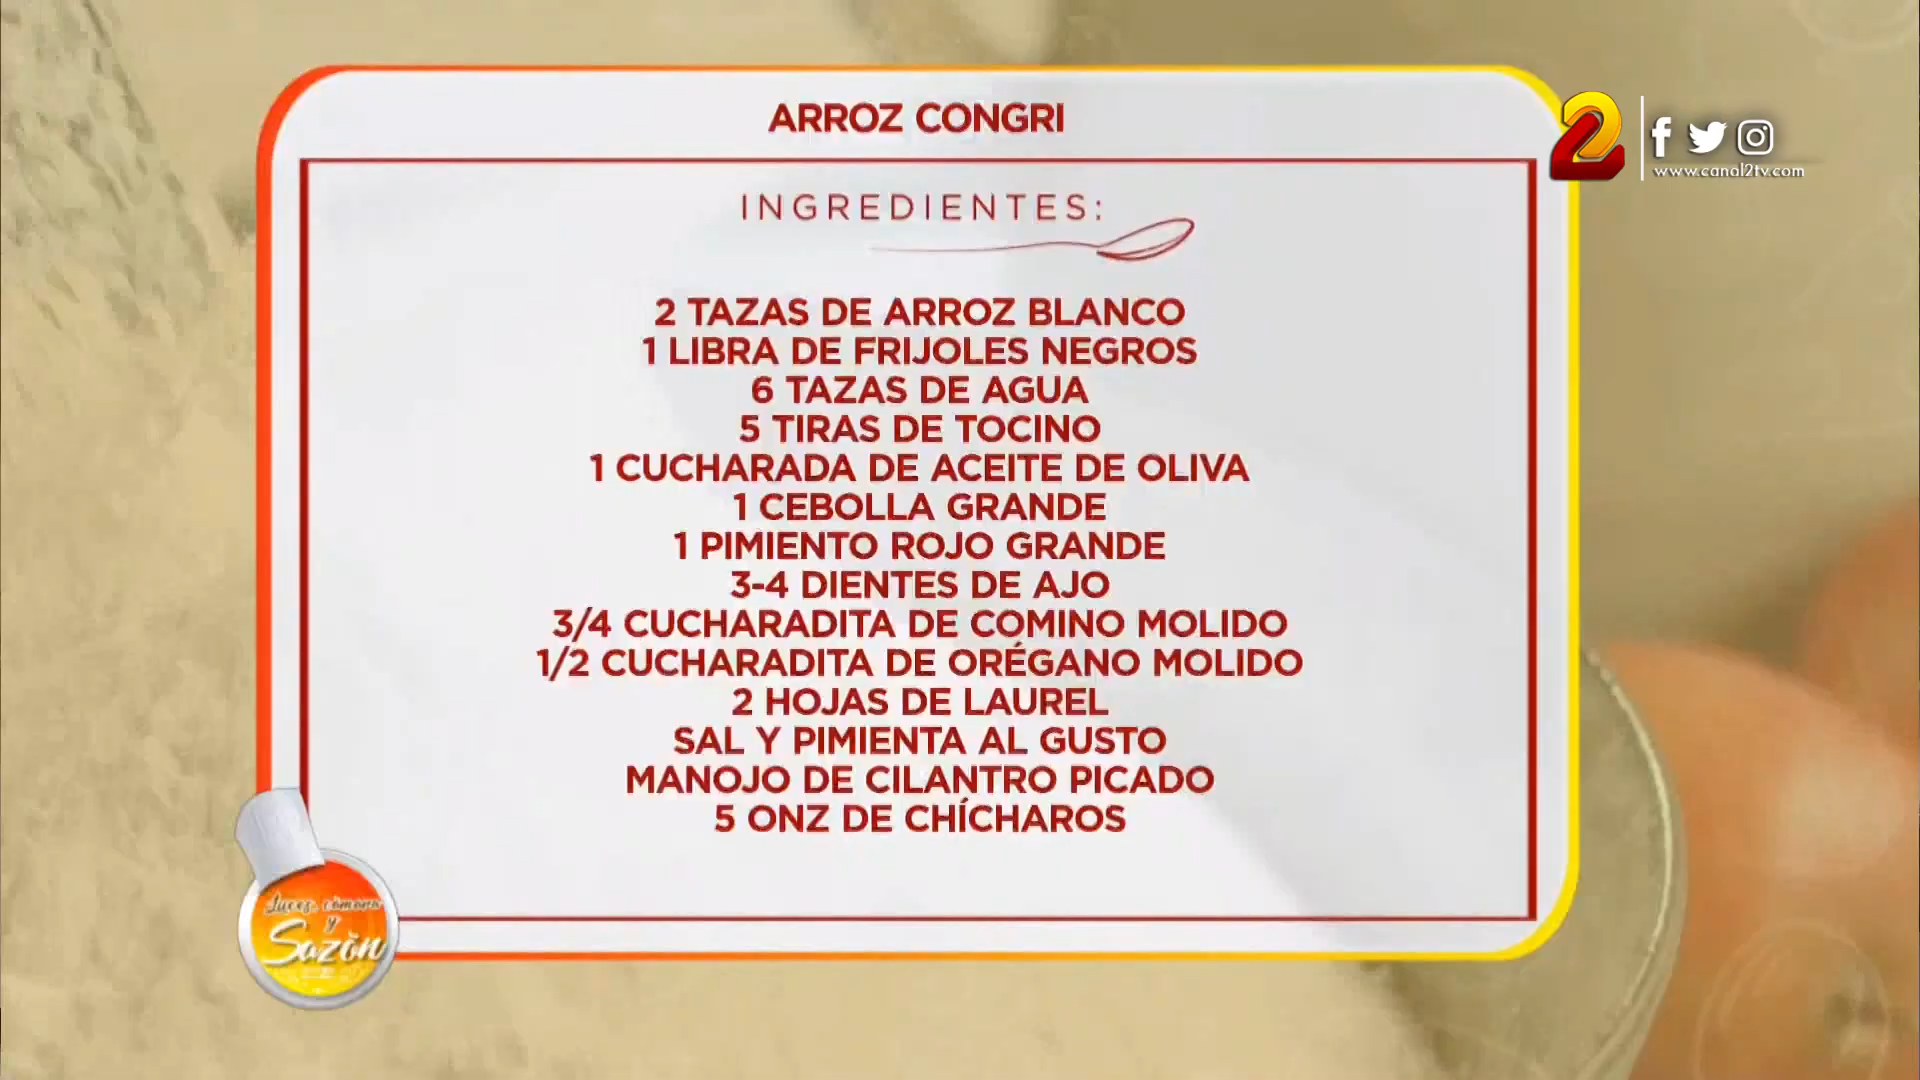 ARROZ CONGRI
2
www.canal2tv.com
INGREDIENTES:
2 TAZAS DE ARROZ BLANCO
1 LIBRA DE FRIJOLES NEGROS
6 TAZAS DE AGUA
5 TIRAS DE TOCINO
1 CUCHARADA DE ACEITE DE OLIVA
1 CEBOLLA GRANDE
1 PIMIENTO ROJO GRANDE
3-4 DIENTES DE AJO
3/4 CUCHARADITA DE COMINO MOLIDO
1/2 CUCHARADITA DE ORÉGANO MOLIDO
2 HOJAS DE LAUREL
SAL Y PIMIENTA AL GUSTO
MANOJO DE CILANTRO PICADO
5 ONZ DE CHÍCHAROS
Luces, cámara
y
Sazón